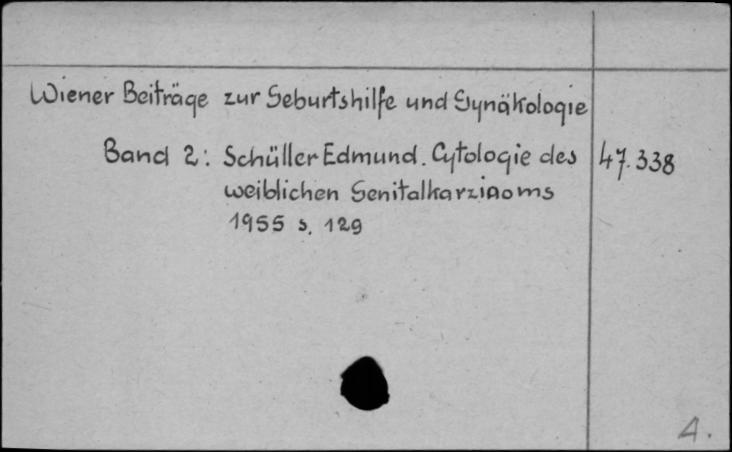 Wiener Beiträge zur Geburtshilfe und Gynäkologie
Band 2: Schüller Edmund. Cytologie des 47.338
weiblichen Genitalkarzinoms
1955 s. 129
4.